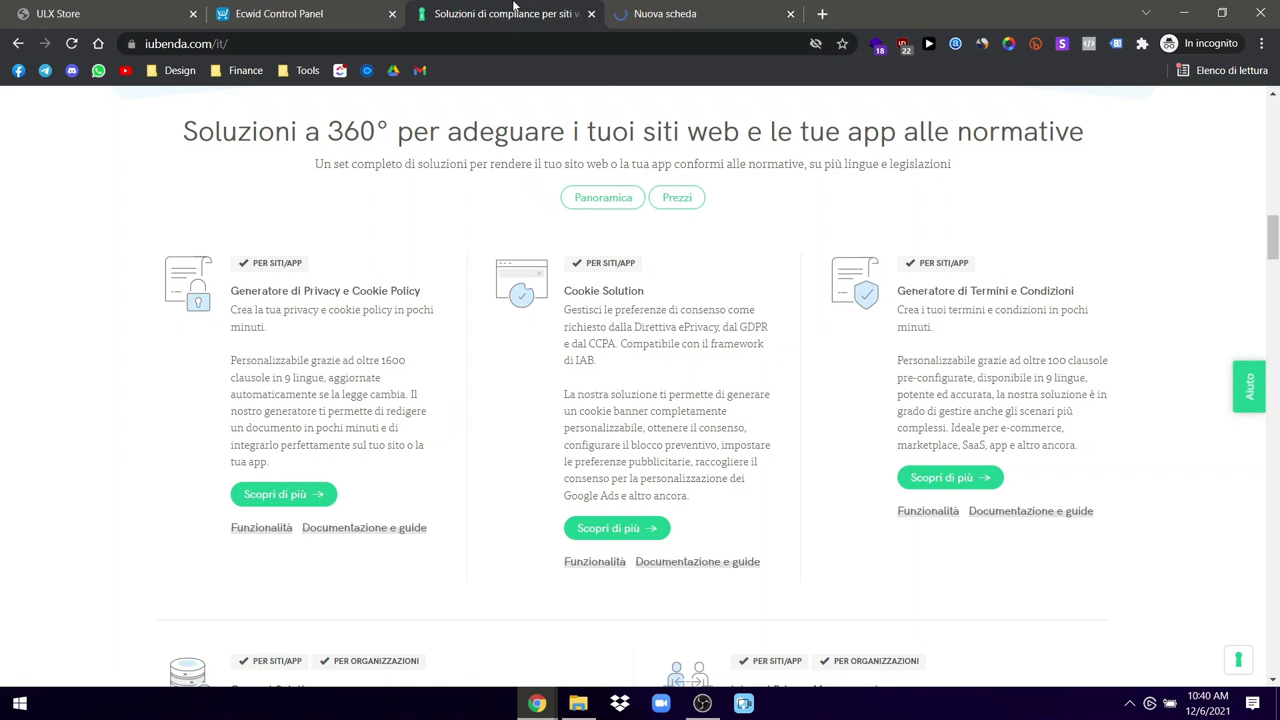 ULX Store
Ecwid Control Panel
Soluzioni di compliance per siti w
Nuova scheda
iubenda.com/it/
18
22
In incognito
Design
Finance
Tools
Elenco di lettura
Soluzioni a 360° per adeguare i tuoi siti web e le tue app alle normative
Un set completo di soluzioni per rendere il tuo sito web o la tua app conformi alle normative, su più lingue e legislazioni
Panoramica
Prezzi
PER SITI/APP
Generatore di Privacy e Cookie Policy
Crea la tua privacy e cookie policy in pochi
minuti.
Personalizzabile grazie ad oltre 1600
clausole in 9 lingue, aggiornate
automaticamente se la legge cambia. Il
nostro generatore ti permette di redigere
un documento in pochi minuti e di
integrarlo perfettamente sul tuo sito o la
tua app.
Scopri di più →
Funzionalità
Documentazione e guide
PER SITI/APP
Cookie Solution
Gestisci le preferenze di consenso come
richiesto dalla Direttiva ePrivacy, dal GDPR
e dal CCPA. Compatibile con il framework
di IAB.
La nostra soluzione ti permette di generare
un cookie banner completamente
personalizzabile, ottenere il consenso,
configurare il blocco preventivo, impostare
le preferenze pubblicitarie, raccogliere il
consenso per la personalizzazione dei
Google Ads e altro ancora.
Scopri di più →
Funzionalità
Documentazione e guide
PER SITI/APP
Generatore di Termini e Condizioni
Crea i tuoi termini e condizioni in pochi
minuti.
Personalizzabile grazie ad oltre 100 clausole
pre-configurate, disponibile in 9 lingue,
potente ed accurata, la nostra soluzione è in
grado di gestire anche gli scenari più
complessi. Ideale per e-commerce,
marketplace, SaaS, app e altro ancora.
Scopri di più →
Funzionalità
Documentazione e guide
Aiuto
PER SITI/APP
PER ORGANIZZAZIONI
PER SITI/APP
PER ORGANIZZAZIONI
10:40 AM
12/6/2021